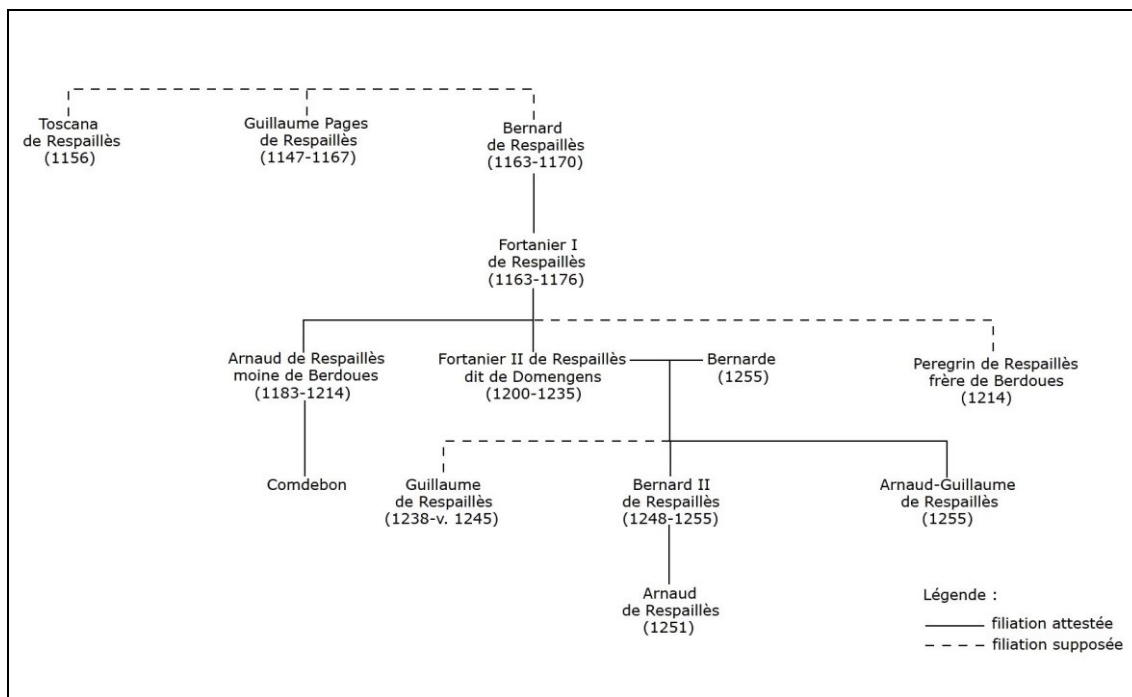 Toscana
de Respaillès
(1156)
Guillaume Pages
de Respaillès
(1147-1167)
Bernard
de Respaillès
(1163-1170)
Fortanier I
de Respaillès
(1163-1176)
Arnaud de Respaillès
moine de Berdoues
(1183-1214)
Fortanier II de Respaillès
dit de Domengens
(1200-1235)
Bernarde
(1255)
Peregrin de Respaillès
frère de Berdoues
(1214)
Comdebon
Guillaume
de Respaillès
(1238-v. 1245)
Bernard II
de Respaillès
(1248-1255)
Arnaud-Guillaume
de Respaillès
(1255)
Arnaud
de Respaillès
(1251)
Légende :
filiation attestée
filiation supposée